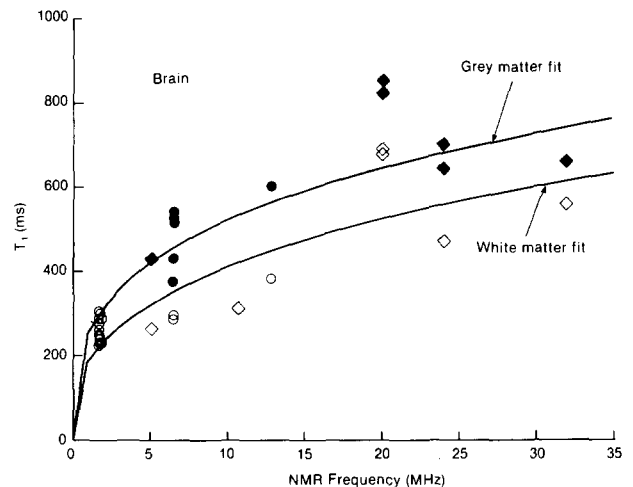 1000
800
600
400
200
0
T1 (ms)
Brain
Grey matter fit
White matter fit
0 5 10 15 20 25 30 35
NMR Frequency (MHz)